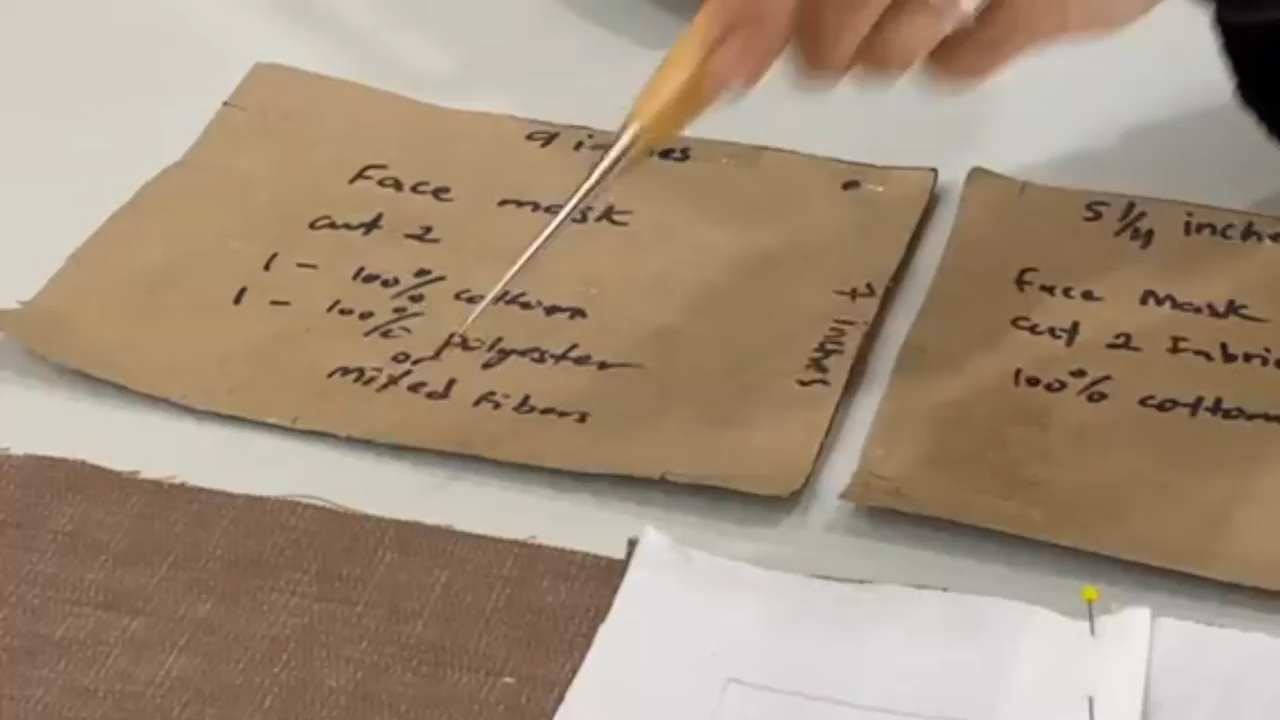 9 inches
Face mask
cut 2
1 - 100% cotton
1 - 100% polyester
or
mixed Fibers
7 inches
5 1/4 inche
Face Mask
cut 2 Fabric
100% cotton